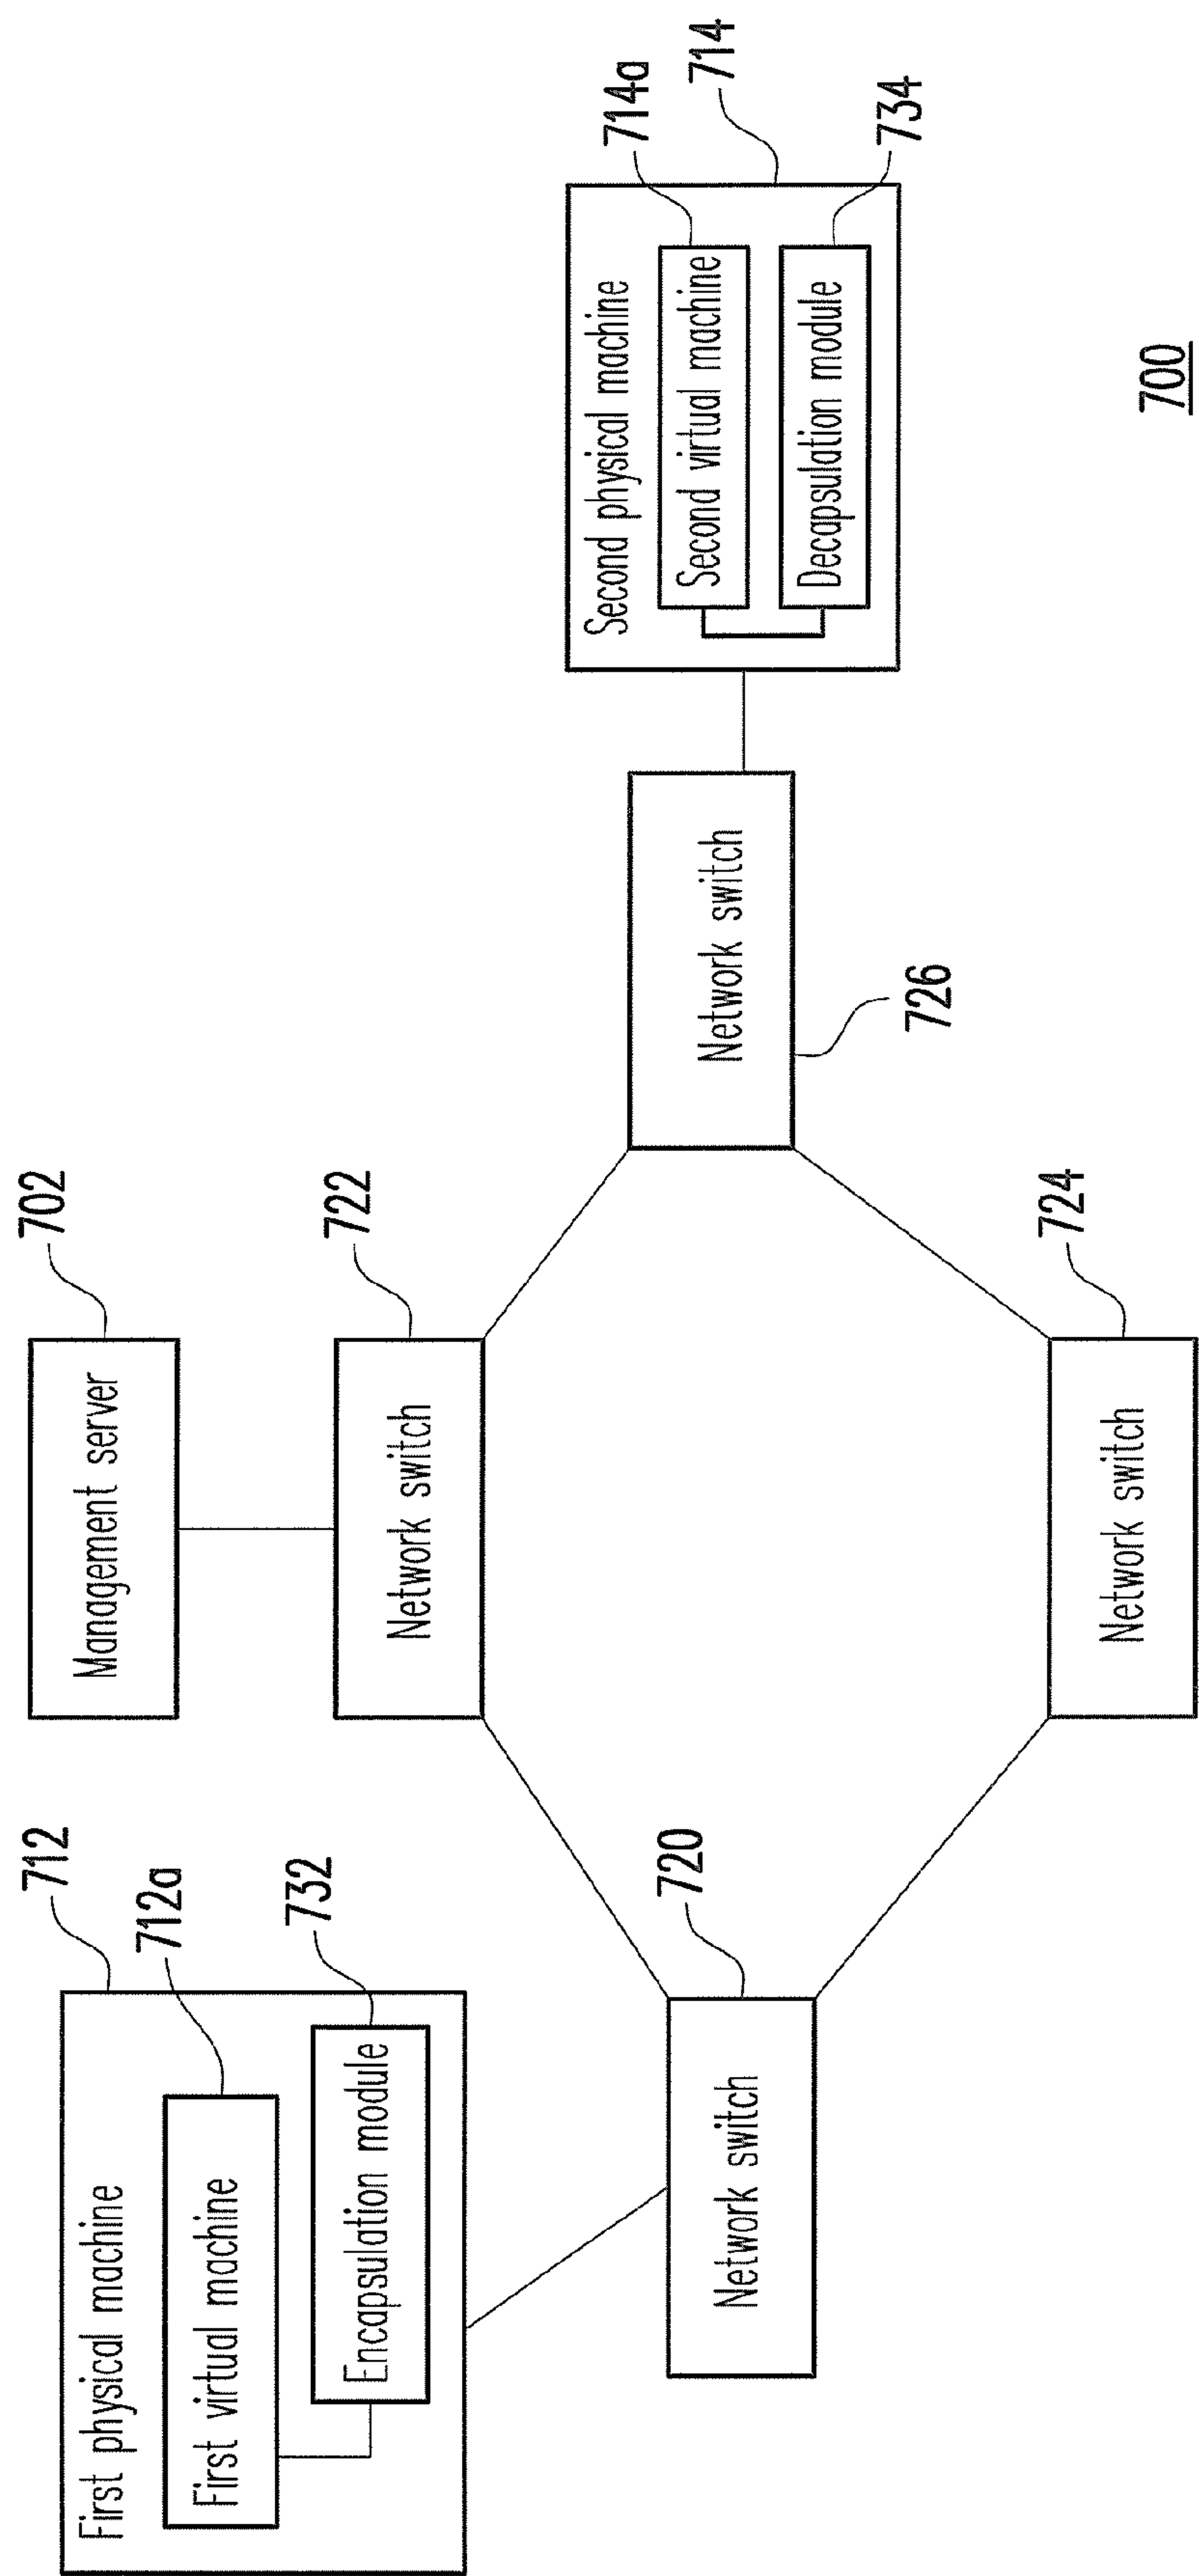 First physical machine
712
First virtual machine
712a
Encapsulation module
732
Management server
702
Network switch
722
Network switch
720
Network switch
724
Network switch
726
Second physical machine
714
Second virtual machine
714a
Decapsulation module
734
700